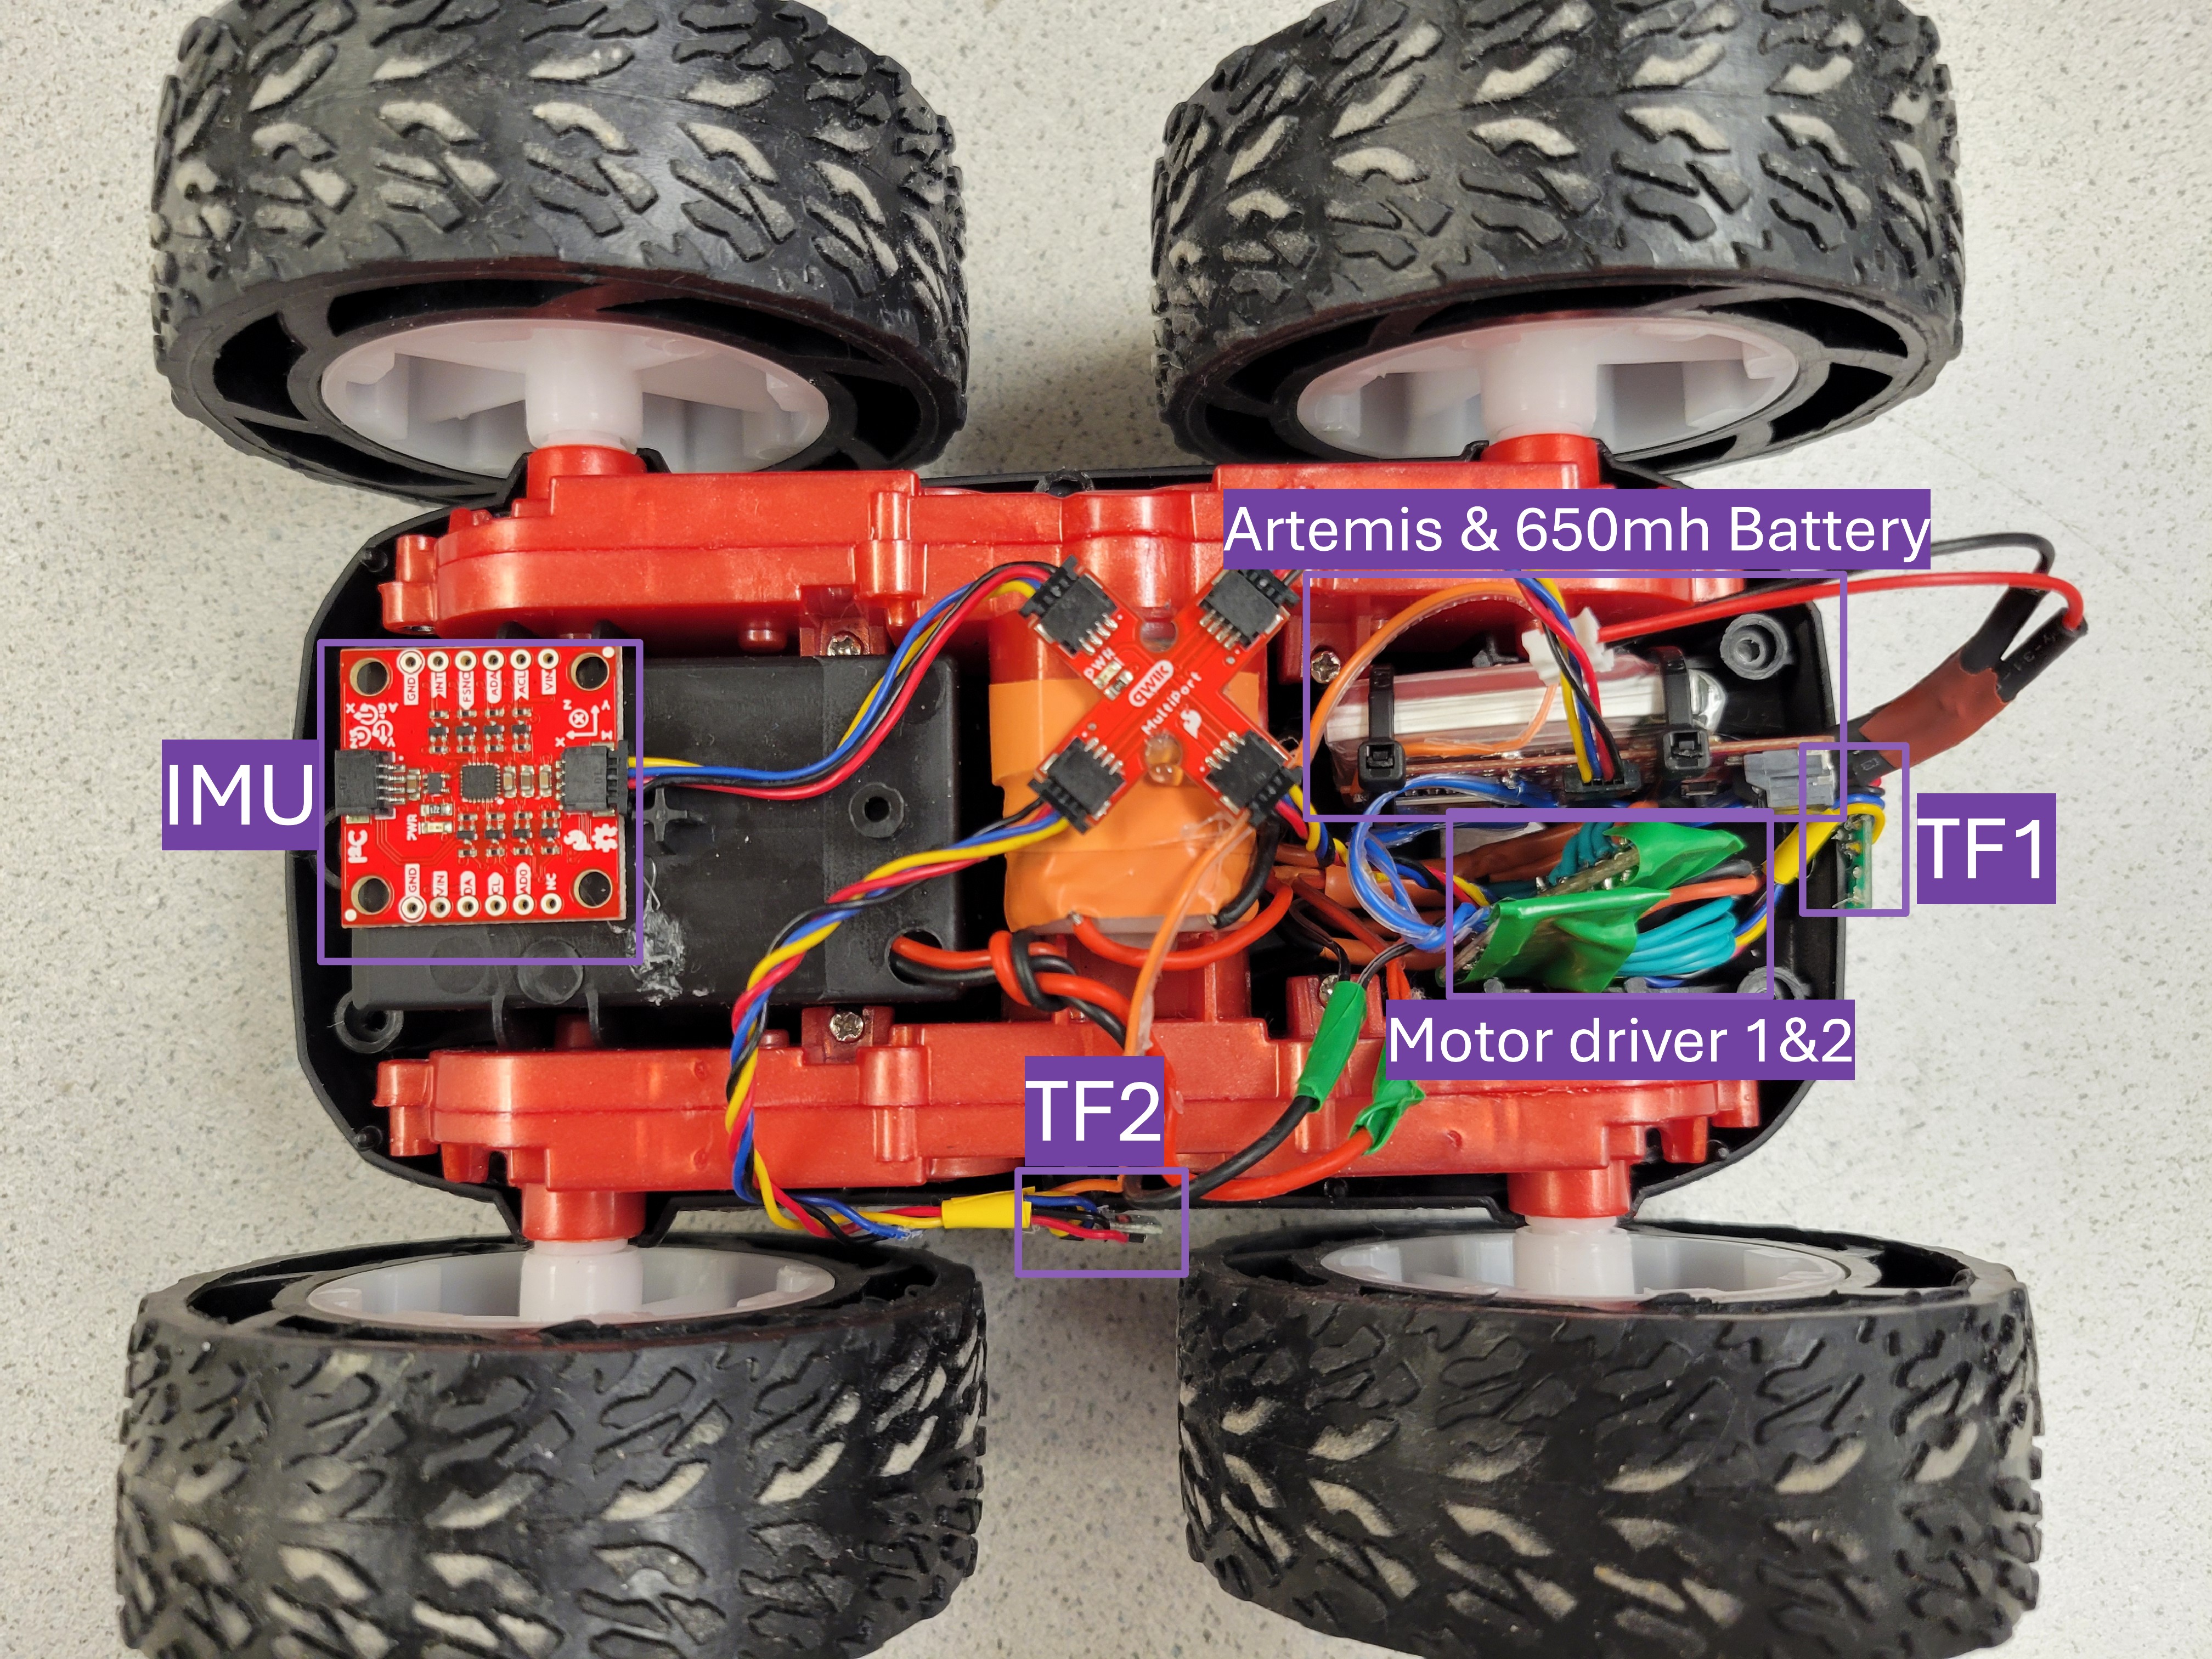 Artemis & 650mh Battery
PWR
qwiic
MultiPort
GND
INT
FSNC
ADA
ACL
VIN
IMU
PWR
I²C
TF1
GND
VIN
DA
CL
AD0
NC
Motor driver 1&2
TF2